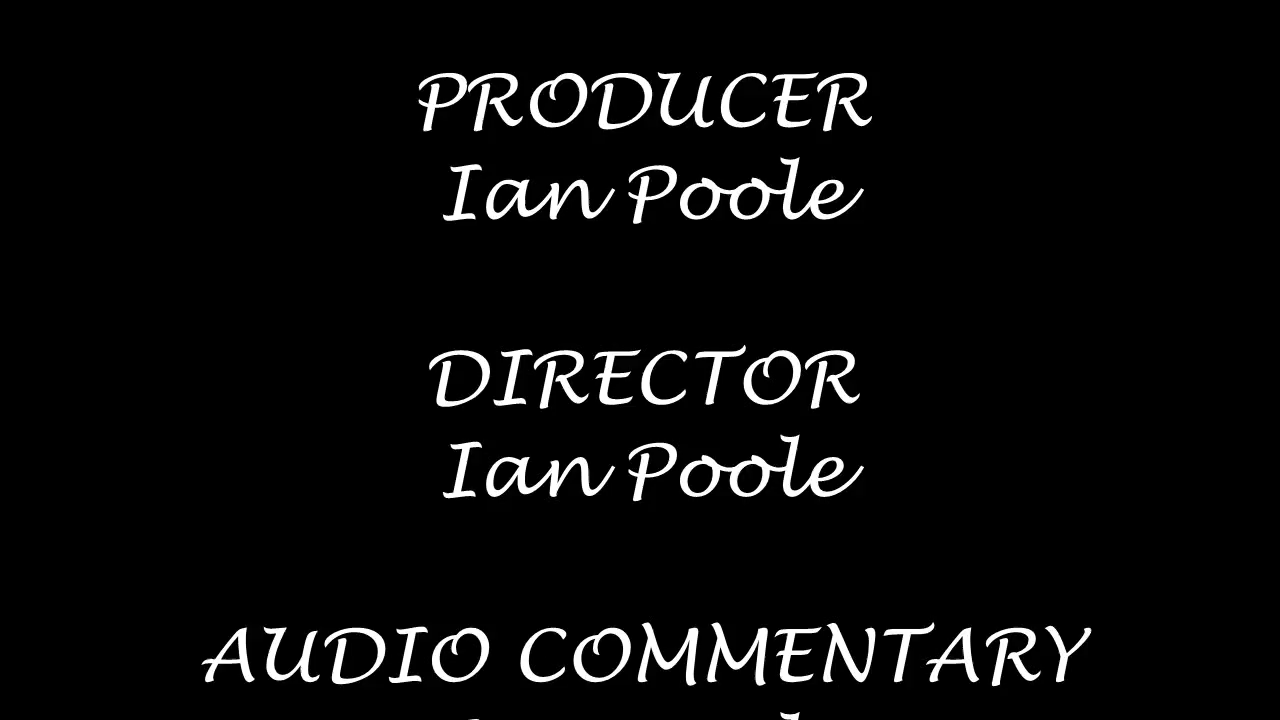 PRODUCER
Ian Poole
DIRECTOR
Ian Poole
AUDIO COMMENTARY